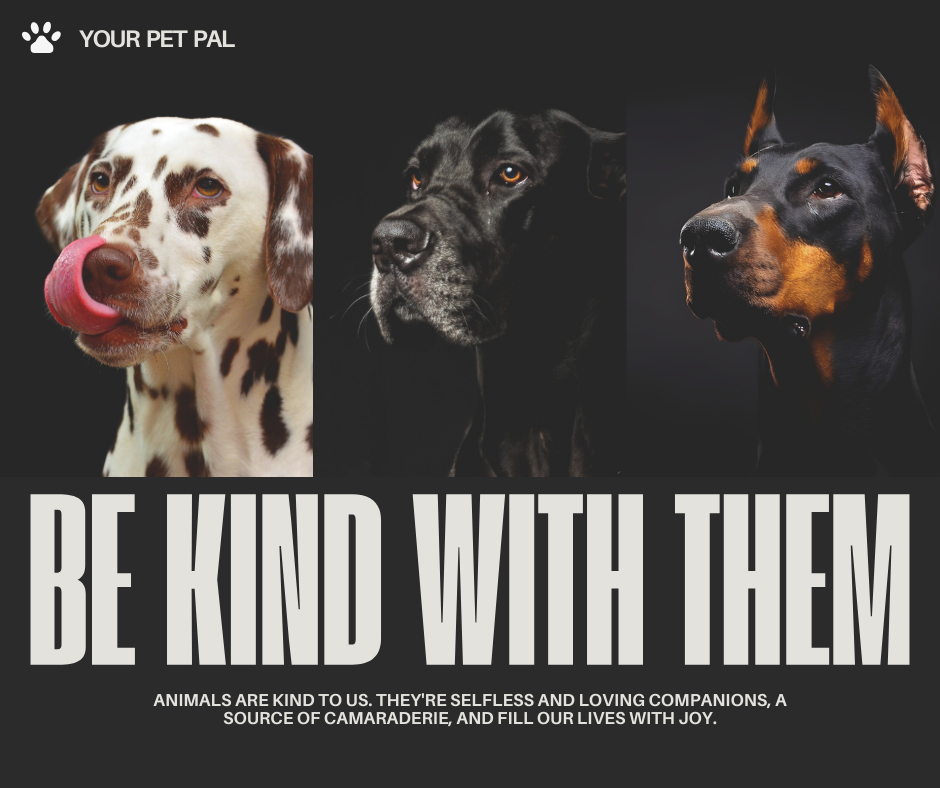 YOUR PET PAL
BE KIND WITH THEM
ANIMALS ARE KIND TO US. THEY'RE SELFLESS AND LOVING COMPANIONS, A
SOURCE OF CAMARADERIE, AND FILL OUR LIVES WITH JOY.